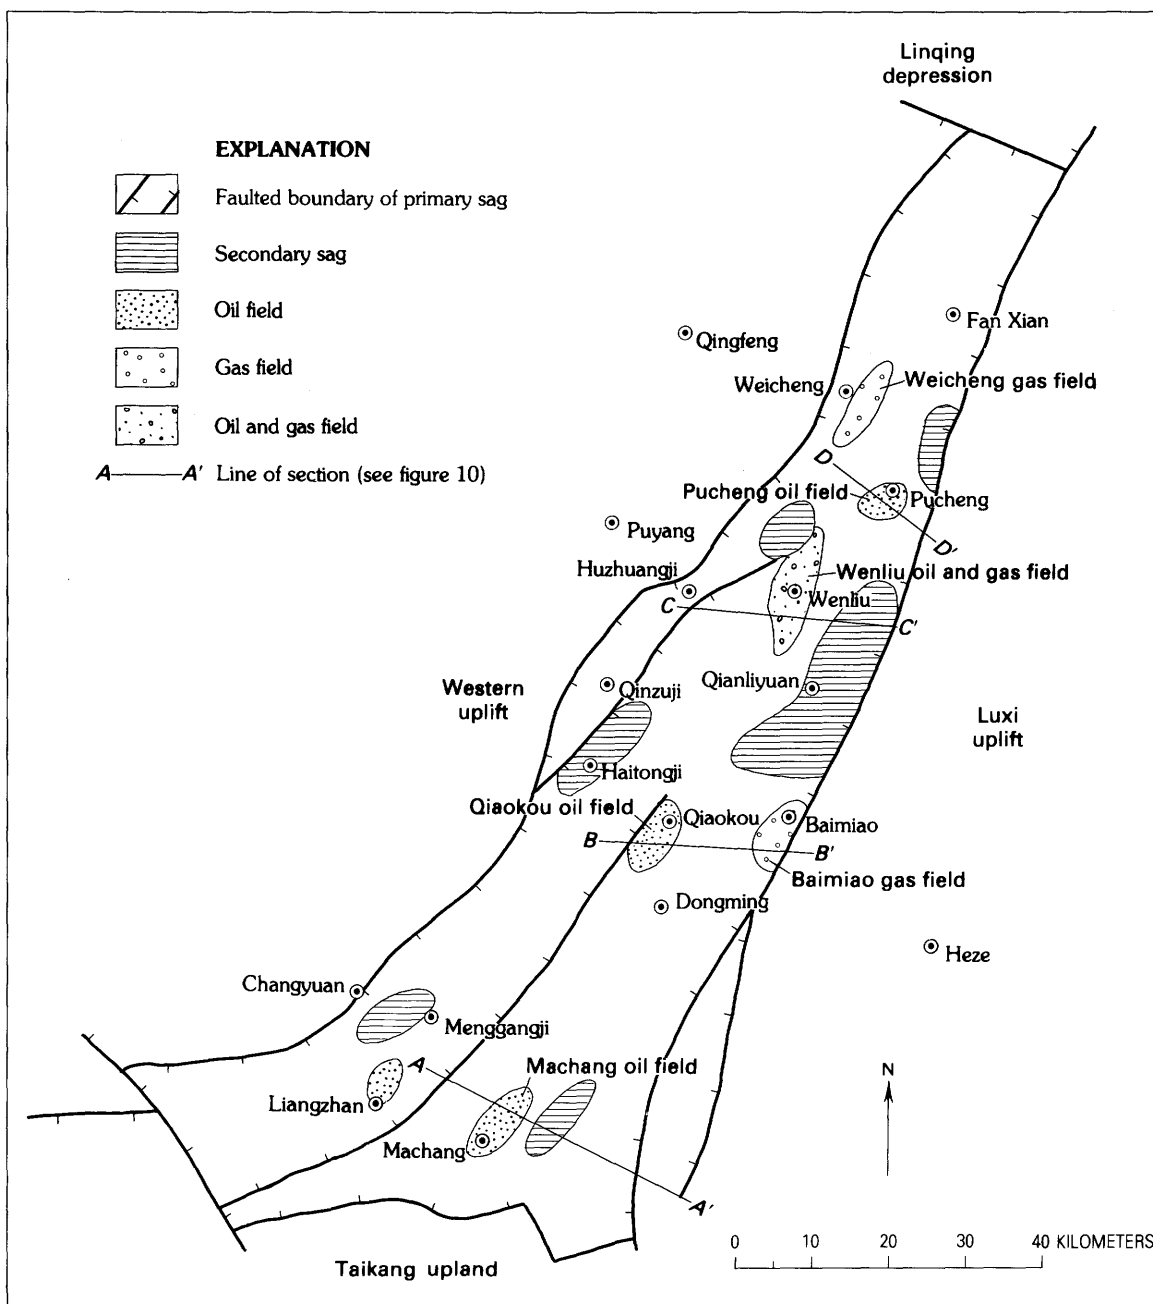 Linqing
depression
EXPLANATION
Faulted boundary of primary sag
Secondary sag
Oil field
Gas field
Oil and gas field
A A' Line of section (see figure 10)
Fan Xian
Qingfeng
Weicheng
Weicheng gas field
D
Pucheng oil field
Pucheng
Puyang
D'
Huzhuangji
Wenliu oil and gas field
Wenliu
C
C'
Qinzuji
Qianliyuan
Western
uplift
Luxi
uplift
Haitongji
Qiaokou oil field
Qiaokou
Baimiao
B
B'
Baimiao gas field
Dongming
Heze
Changyuan
Menggangji
A
Machang oil field
N
Liangzhan
Machang
A'
0 10 20 30 40 KILOMETERS
Taikang upland